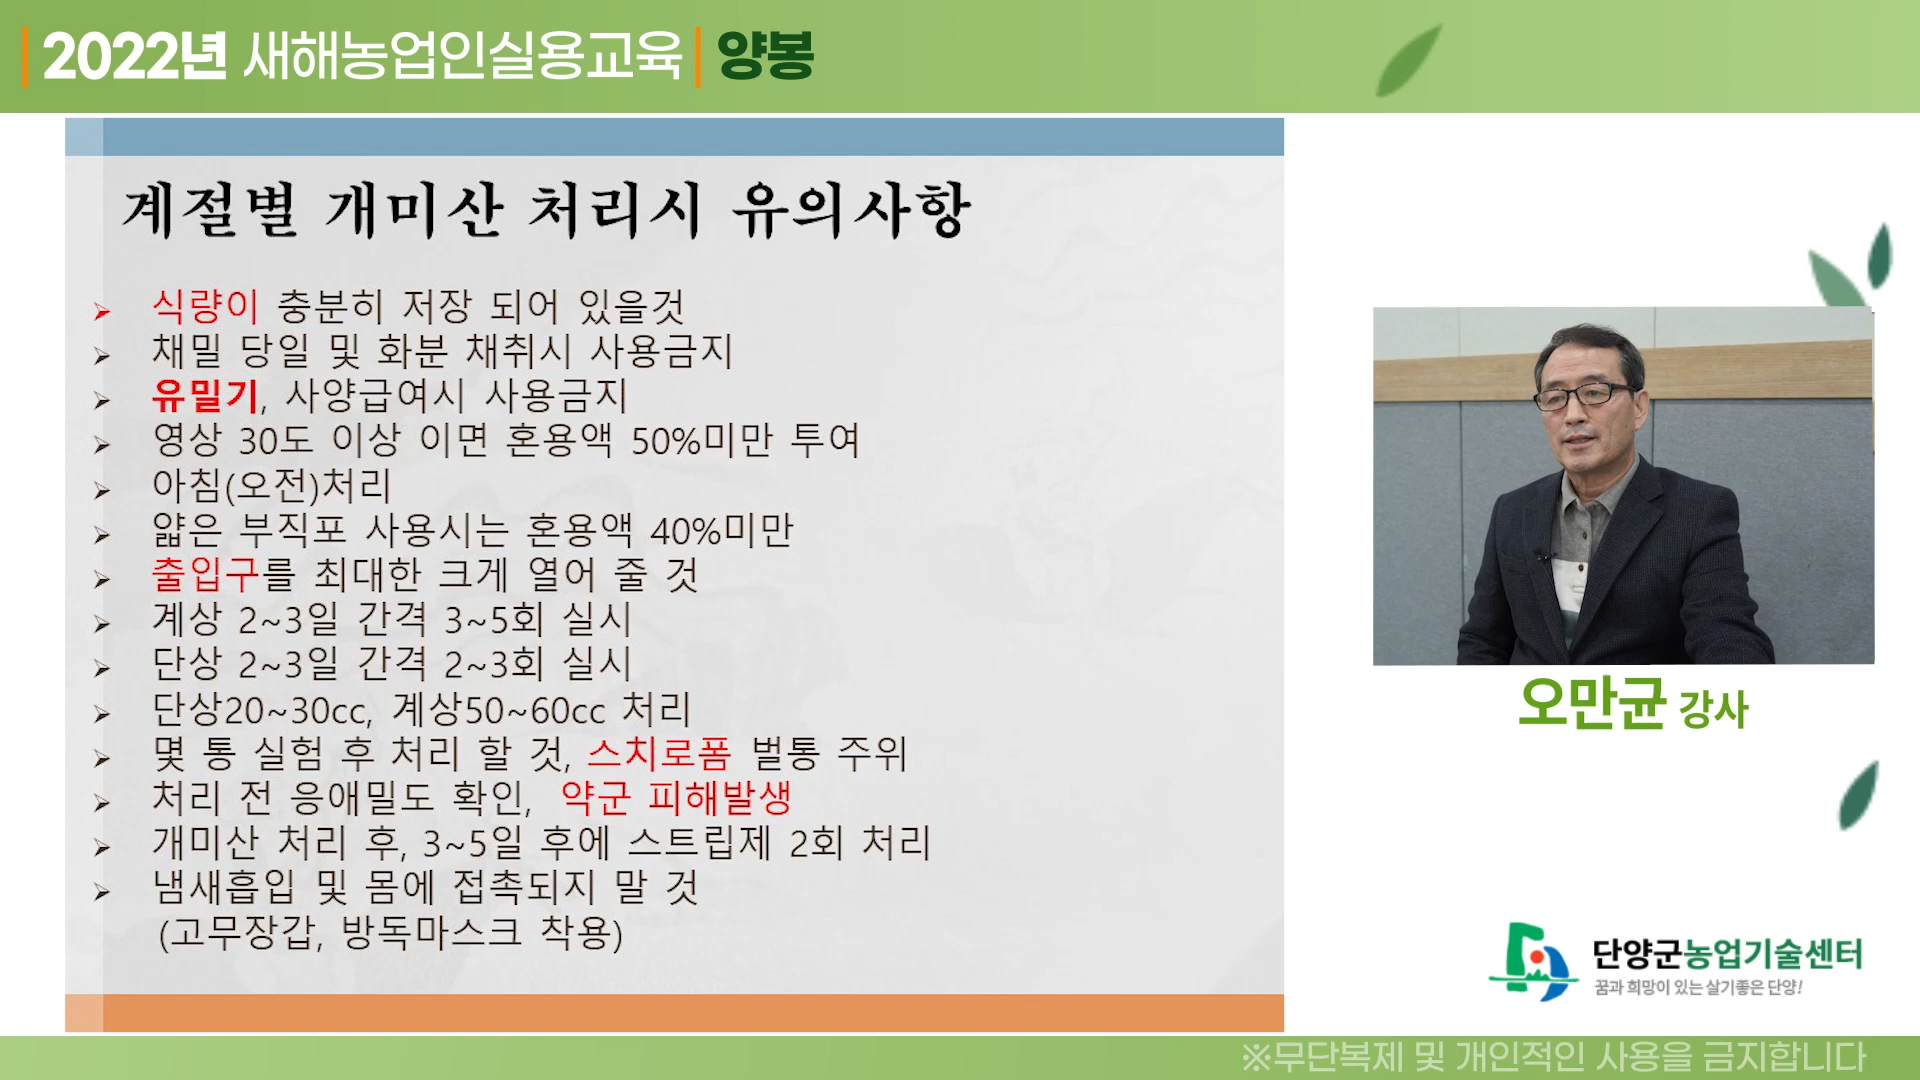 2022년 새해농업인실용교육 양봉
계절별 개미산 처리시 유의사항
식량이 충분히 저장 되어 있을것
채밀 당일 및 화분 채취시 사용금지
유밀기, 사양급여시 사용금지
영상 30도 이상 이면 혼용액 50%미만 투여
아침(오전)처리
얇은 부직포 사용시는 혼용액 40%미만
출입구를 최대한 크게 열어 줄 것
계상 2~3일 간격 3~5회 실시
단상 2~3일 간격 2~3회 실시
단상20~30cc, 계상50~60cc 처리
몇 통 실험 후 처리 할 것, 스치로폼 벌통 주위
처리 전 응애밀도 확인, 약군 피해발생
개미산 처리 후, 3~5일 후에 스트립제 2회 처리
냄새흡입 및 몸에 접촉되지 말 것
(고무장갑, 방독마스크 착용)
오만균 강사
단양군농업기술센터
꿈과 희망이 있는 살기좋은 단양!
※무단복제 및 개인적인 사용을 금지합니다